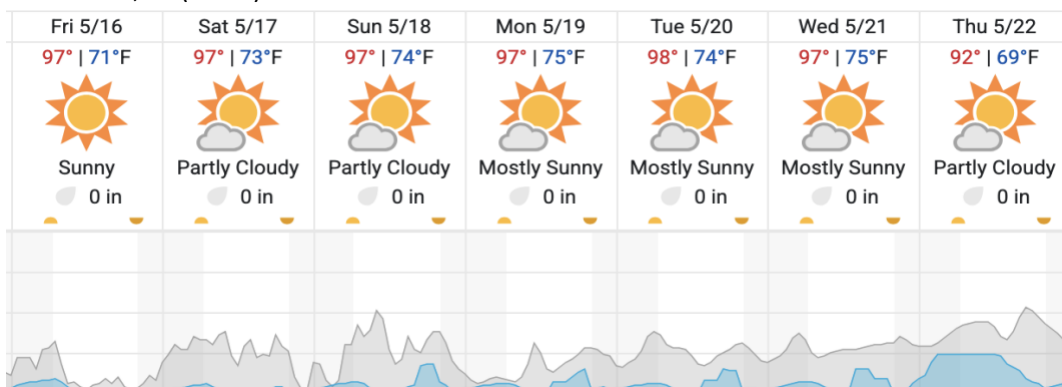 Fri 5/16 Sat 5/17 Sun 5/18 Mon 5/19 Tue 5/20 Wed 5/21 Thu 5/22
97° | 71°F 97° | 73°F 97° | 74°F 97° | 75°F 98° | 74°F 97° | 75°F 92° | 69°F
Sunny Partly Cloudy Partly Cloudy Mostly Sunny Mostly Sunny Mostly Sunny Partly Cloudy
0 in 0 in 0 in 0 in 0 in 0 in 0 in